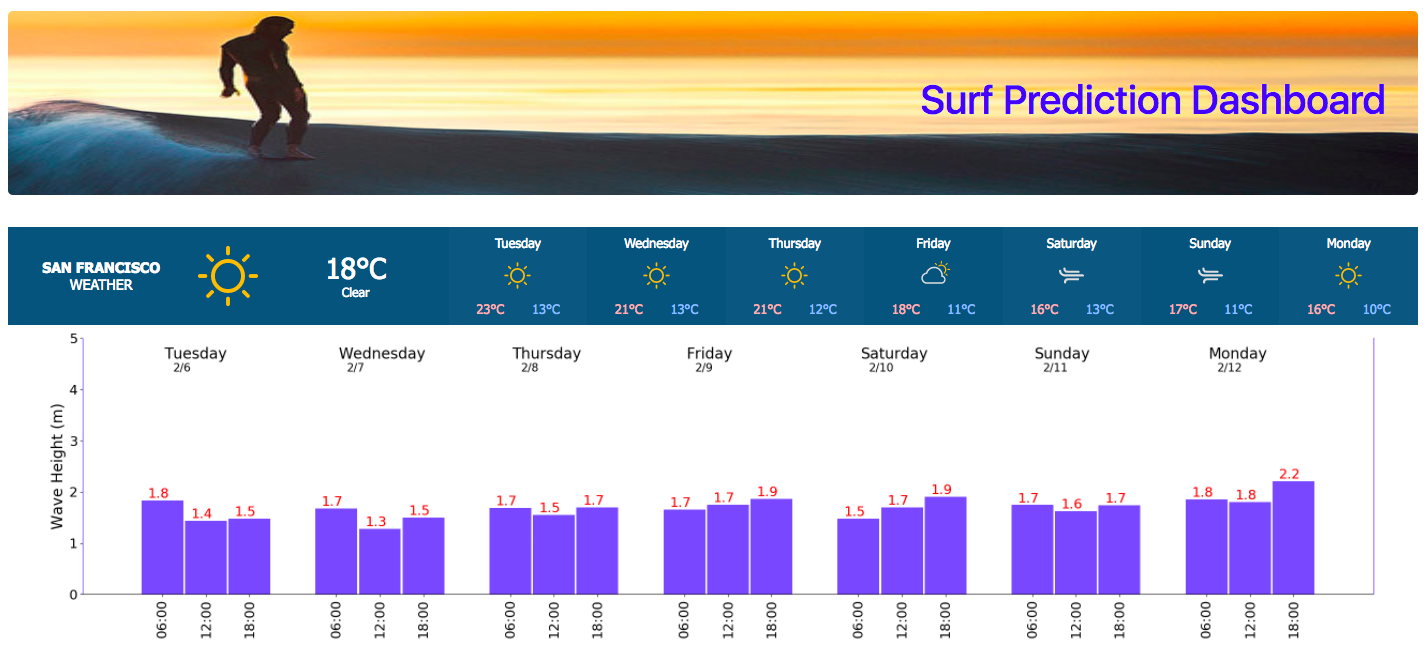 Surf Prediction Dashboard
SAN FRANCISCO
WEATHER
18°C
Clear
Tuesday
23°C 13°C
Wednesday
21°C 13°C
Thursday
21°C 12°C
Friday
18°C 11°C
Saturday
16°C 13°C
Sunday
17°C 11°C
Monday
16°C 10°C
Wave Height (m)
5
4
3
2
1
0
Tuesday
2/6
1.8 1.4 1.5
06:00 12:00 18:00
Wednesday
2/7
1.7 1.3 1.5
06:00 12:00 18:00
Thursday
2/8
1.7 1.5 1.7
06:00 12:00 18:00
Friday
2/9
1.7 1.7 1.9
06:00 12:00 18:00
Saturday
2/10
1.5 1.7 1.9
06:00 12:00 18:00
Sunday
2/11
1.7 1.6 1.7
06:00 12:00 18:00
Monday
2/12
1.8 1.8 2.2
06:00 12:00 18:00